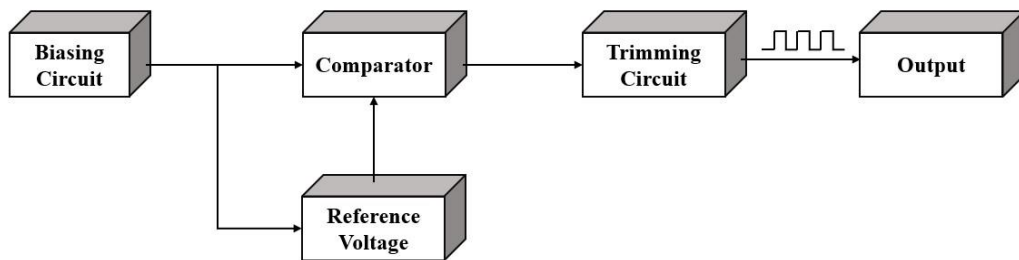 Biasing
Circuit
Comparator
Trimming
Circuit
Output
Reference
Voltage